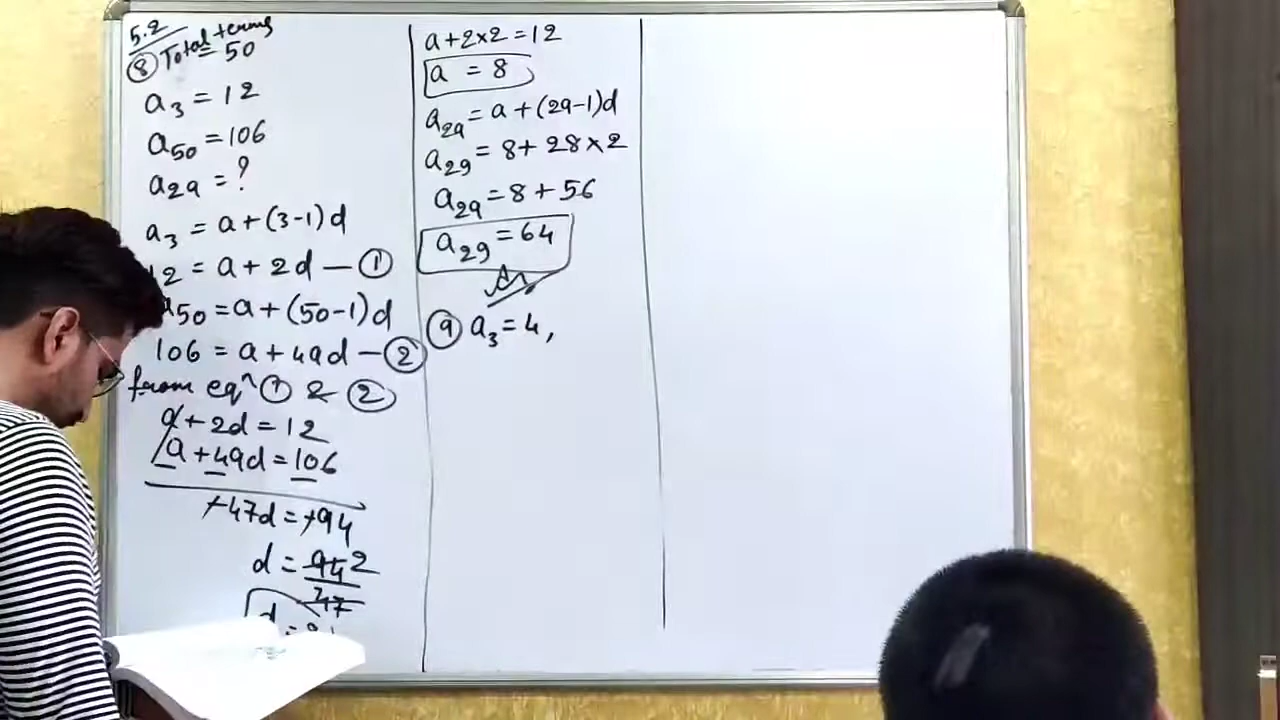 5.2
⑧ Total terms
= 50
a₃ = 12
a₅₀ = 106
a₂₉ = ?
a₃ = a + (3-1)d
12 = a + 2d — ①
a₅₀ = a + (50-1)d
106 = a + 49d — ②
from eqⁿ ① & ②
a + 2d = 12
a + 49d = 106
-47d = -94
d = 94 2
47
d = 2
a + 2×2 = 12
a = 8
a₂₉ = a + (29-1)d
a₂₉ = 8 + 28×2
a₂₉ = 8 + 56
a₂₉ = 64
⑨ a₃ = 4,